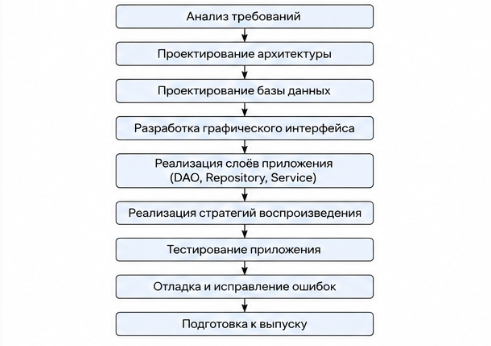 Анализ требований
Проектирование архитектуры
Проектирование базы данных
Разработка графического интерфейса
Реализация слоёв приложения
(DAO, Repository, Service)
Реализация стратегий воспроизведения
Тестирование приложения
Отладка и исправление ошибок
Подготовка к выпуску